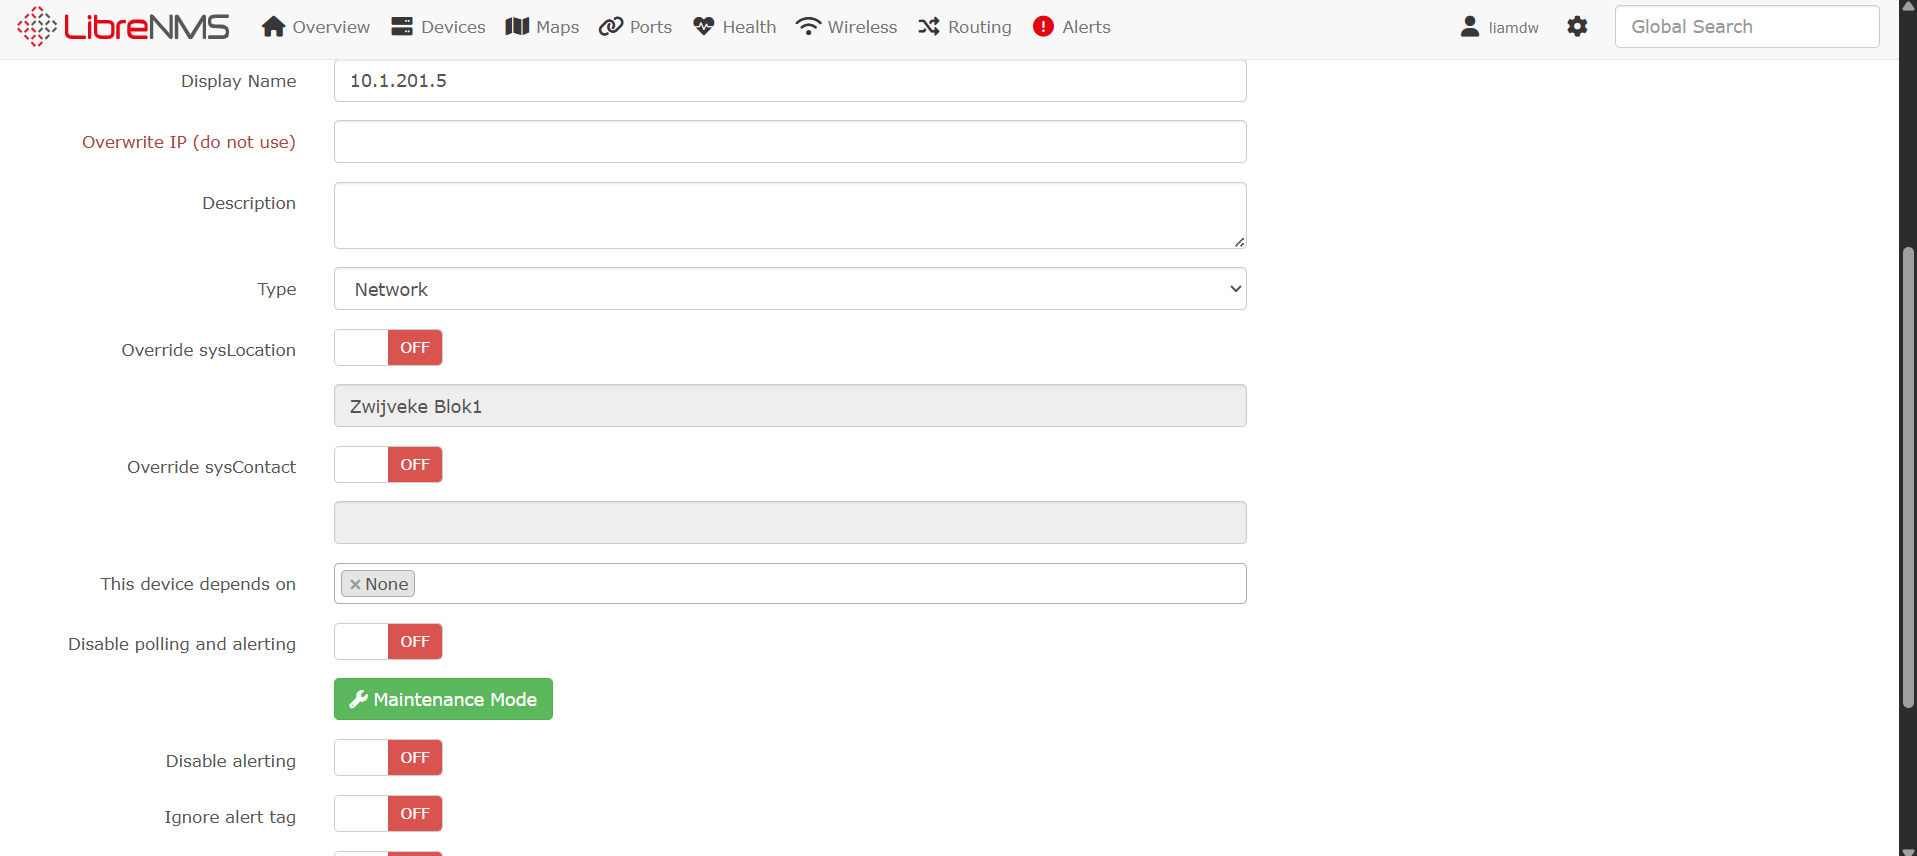 LibreNMS Overview Devices Maps Ports Health Wireless Routing Alerts liamdw Global Search
Display Name 10.1.201.5
Overwrite IP (do not use)
Description
Type Network
Override sysLocation OFF
Zwijveke Blok1
Override sysContact OFF
This device depends on × None
Disable polling and alerting OFF
Maintenance Mode
Disable alerting OFF
Ignore alert tag OFF